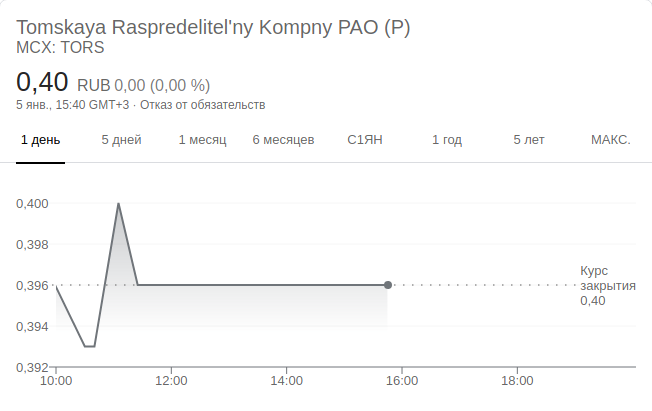 Tomskaya Raspredelitel'ny Kompny PAO (P)
MCX: TORS
0,40 RUB 0,00 (0,00 %)
5 янв., 15:40 GMT+3 · Отказ от обязательств
1 день 5 дней 1 месяц 6 месяцев С1ЯН 1 год 5 лет МАКС.
0,400
0,398
0,396
0,394
0,392
Курс
закрытия
0,40
10:00 12:00 14:00 16:00 18:00